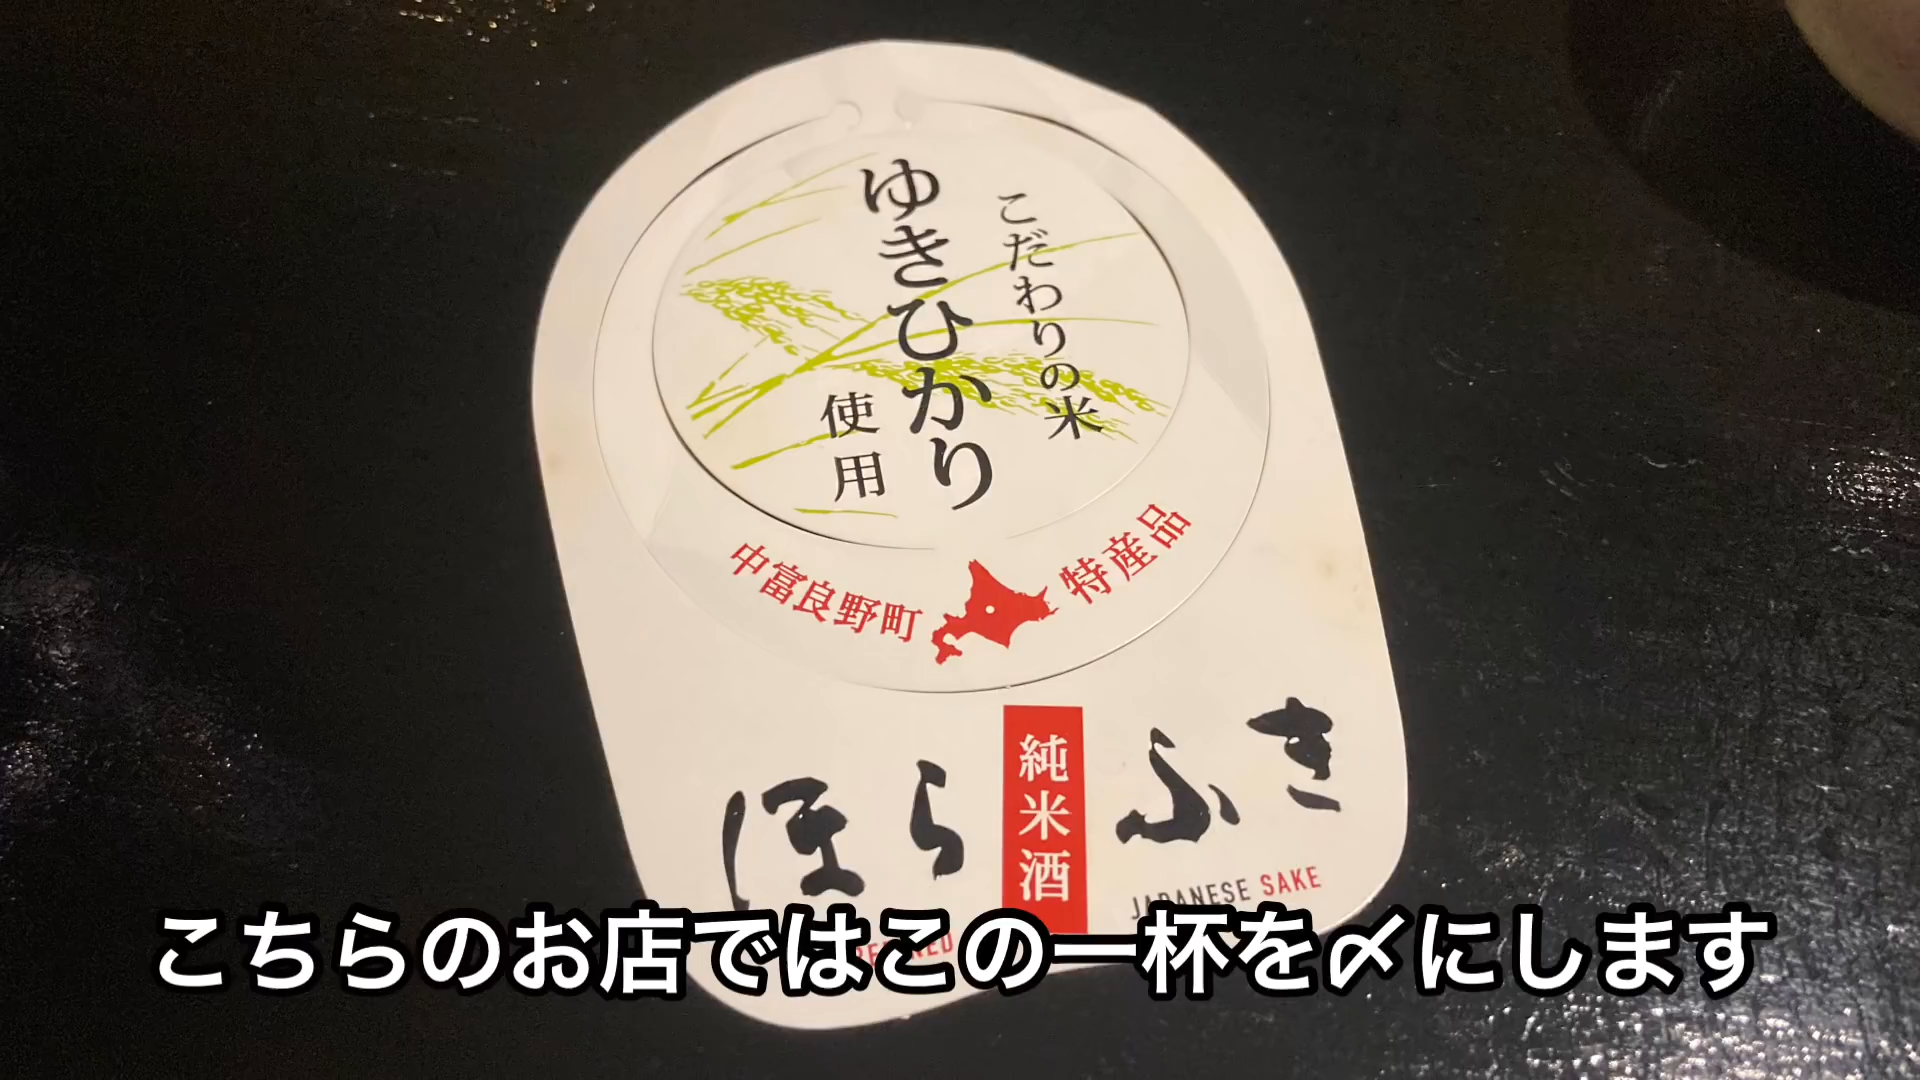 こだわりの米
ゆきひかり
使用
中富良野町
特産品
ほらふき
純米酒
JAPANESE SAKE
こちらのお店ではこの一杯を〆にします